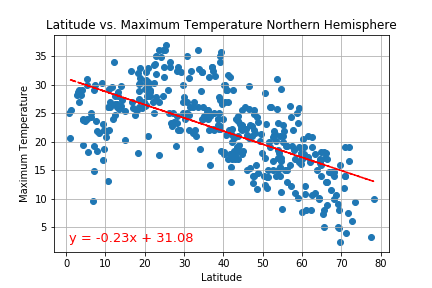 Latitude vs. Maximum Temperature Northern Hemisphere
Maximum Temperature
35
30
25
20
15
10
5
y = -0.23x + 31.08
0 10 20 30 40 50 60 70 80
Latitude